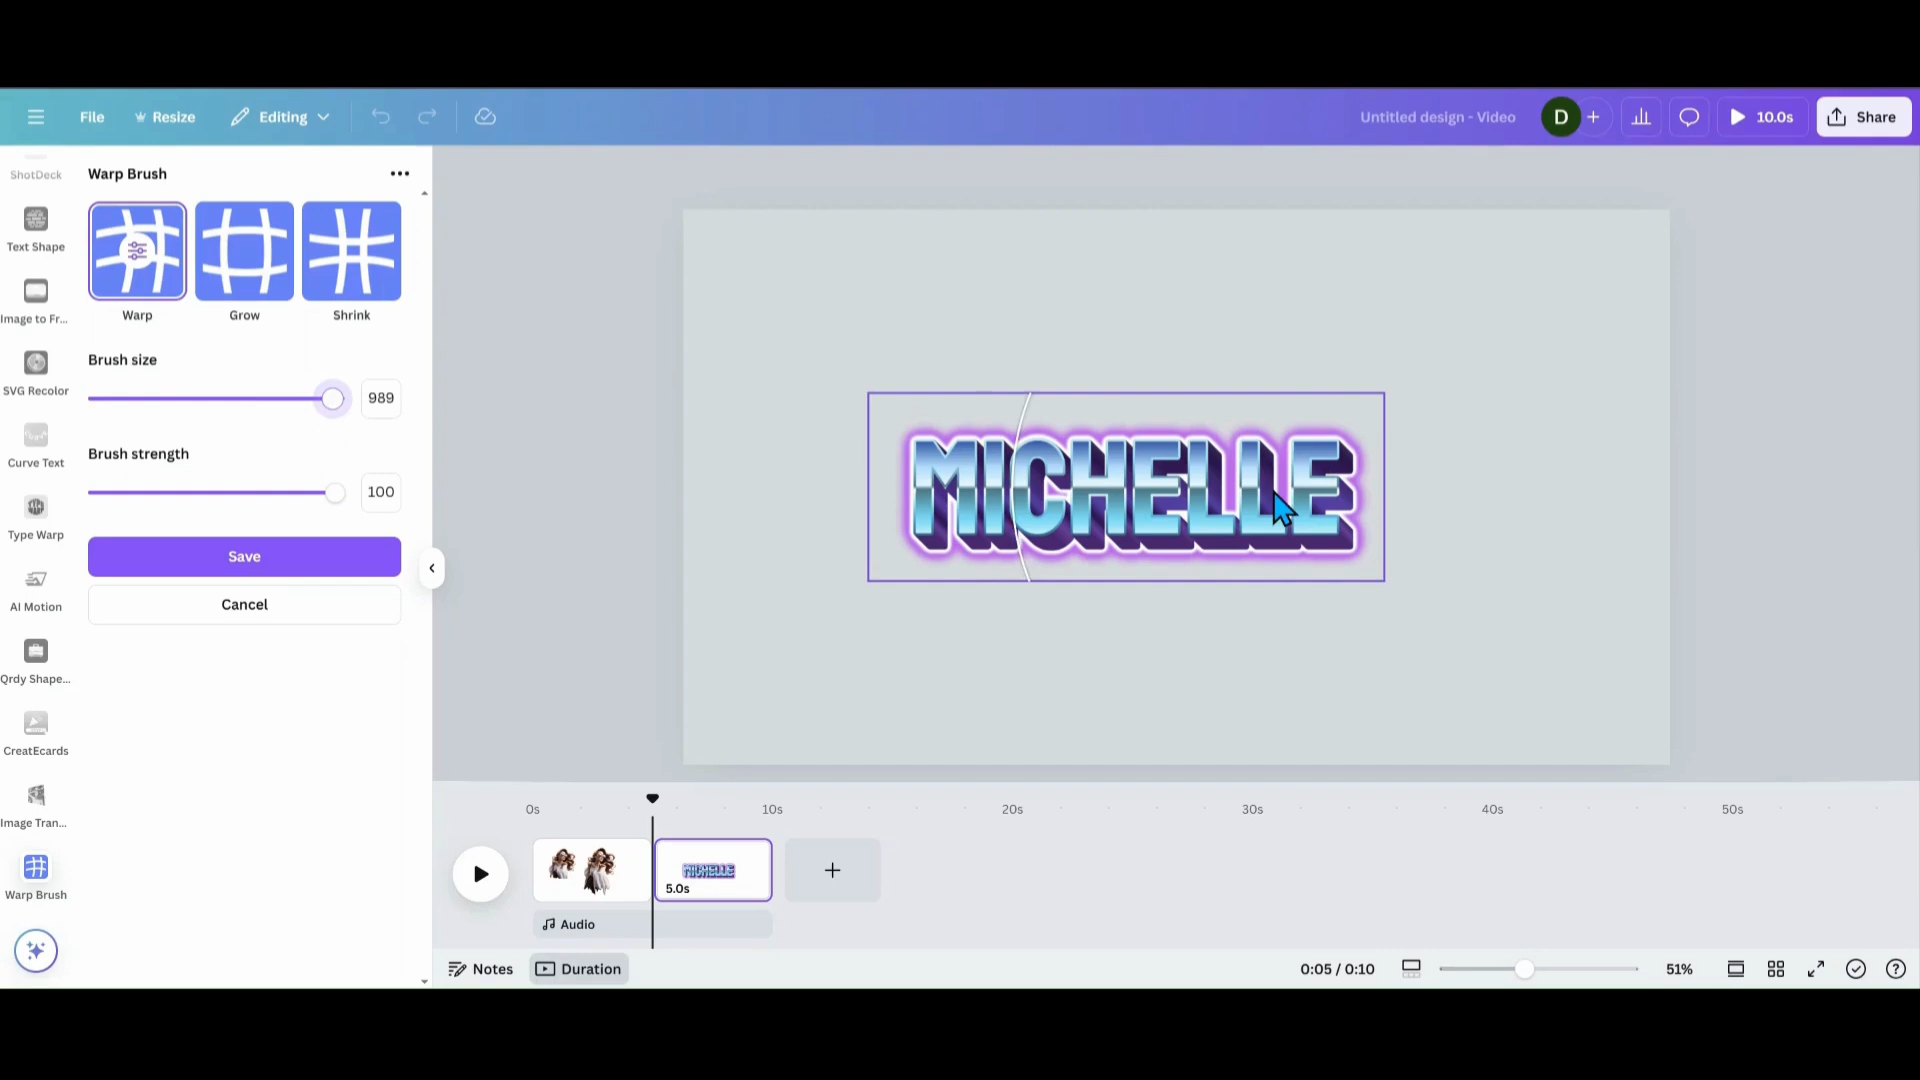 File
Resize
Editing
Untitled design - Video
D
10.0s
Share
ShotDeck
Text Shape
Image to Fr...
SVG Recolor
Curve Text
Type Warp
AI Motion
Qrdy Shape...
CreatEcards
Image Tran...
Warp Brush
Warp Brush
Warp
Grow
Shrink
Brush size
989
Brush strength
100
Save
Cancel
MICHELLE
0s
10s
20s
30s
40s
50s
MICHELLE
5.0s
Audio
Notes
Duration
0:05 / 0:10
51%